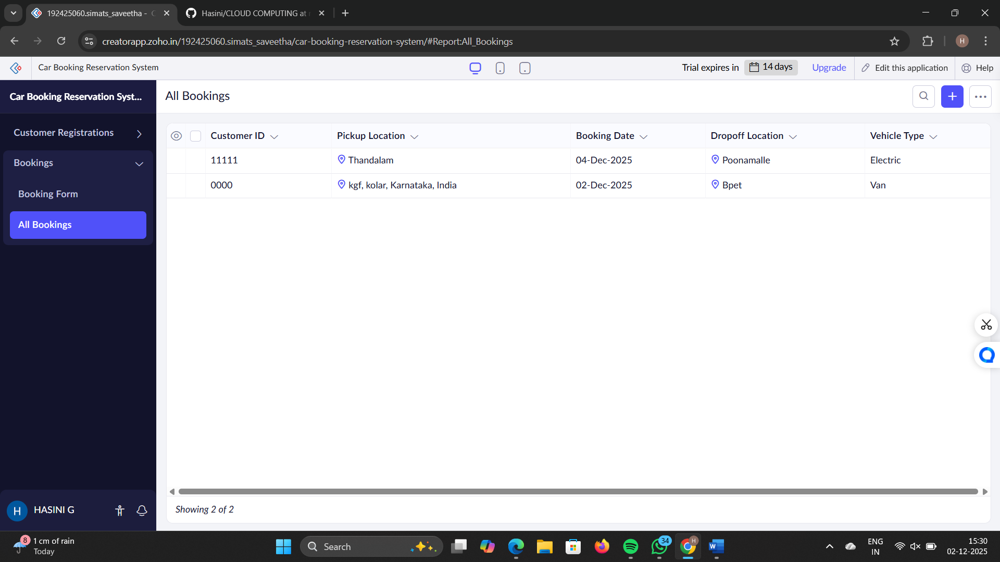 192425060.simats_saveetha - C
Hasini/CLOUD COMPUTING at
creatorapp.zoho.in/192425060.simats_saveetha/car-booking-reservation-system/#Report:All_Bookings
H
Car Booking Reservation System
Trial expires in 14 days Upgrade Edit this application Help
Car Booking Reservation Syst...
All Bookings
Customer Registrations
Bookings
Booking Form
All Bookings
Customer ID Pickup Location Booking Date Dropoff Location Vehicle Type
11111 Thandalam 04-Dec-2025 Poonamalle Electric
0000 kgf, kolar, Karnataka, India 02-Dec-2025 Bpet Van
Showing 2 of 2
H HASINI G
8 1 cm of rain
Today
Search
34
H
W
ENG
IN
15:30
02-12-2025